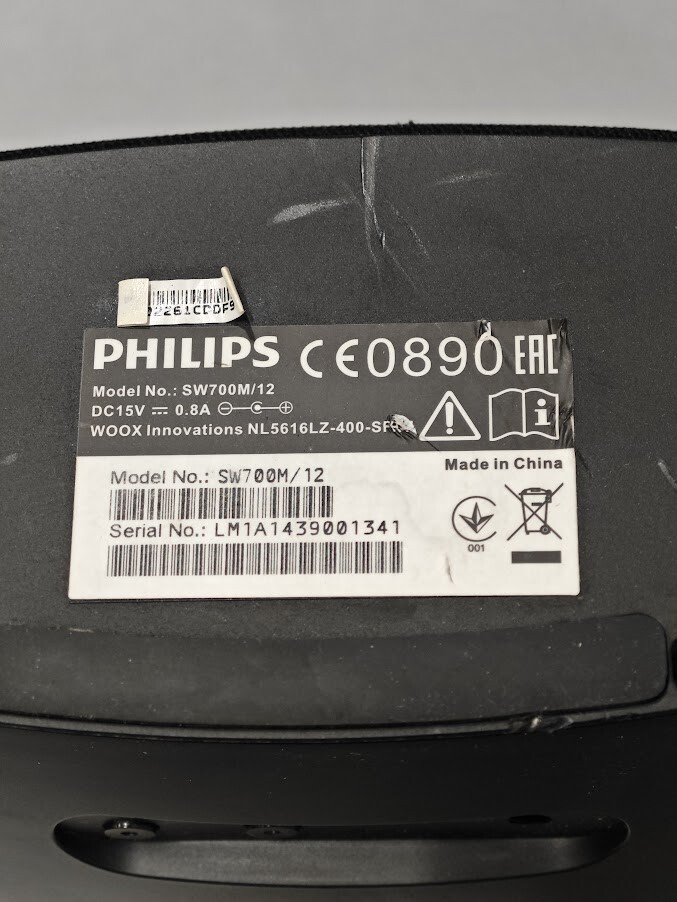 2261CDDF9
PHILIPS CE0890 EAC
Model No.: SW700M/12
DC15V ⎓ 0.8A
WOOX Innovations NL5616LZ-400-
Made in China
Model No.: SW700M/12
Serial No.: LM1A1439001341
001